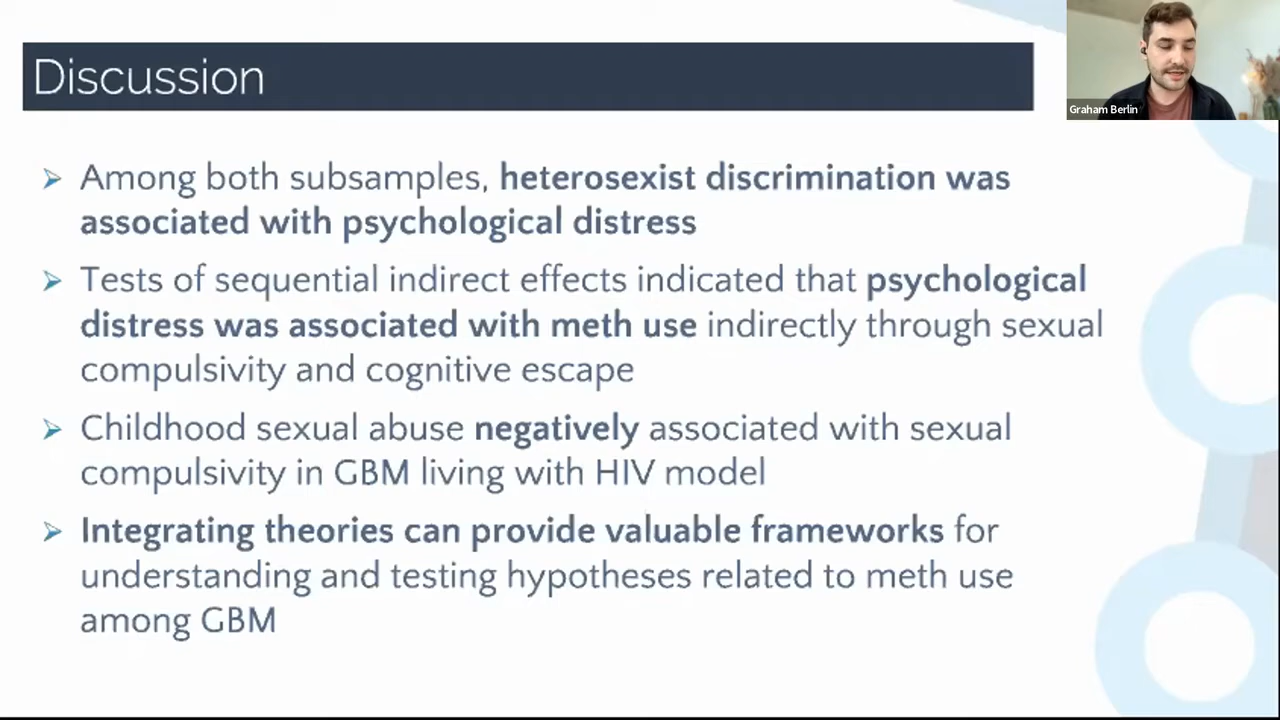 Discussion
Graham Berlin
Among both subsamples, heterosexist discrimination was
associated with psychological distress
Tests of sequential indirect effects indicated that psychological
distress was associated with meth use indirectly through sexual
compulsivity and cognitive escape
Childhood sexual abuse negatively associated with sexual
compulsivity in GBM living with HIV model
Integrating theories can provide valuable frameworks for
understanding and testing hypotheses related to meth use
among GBM